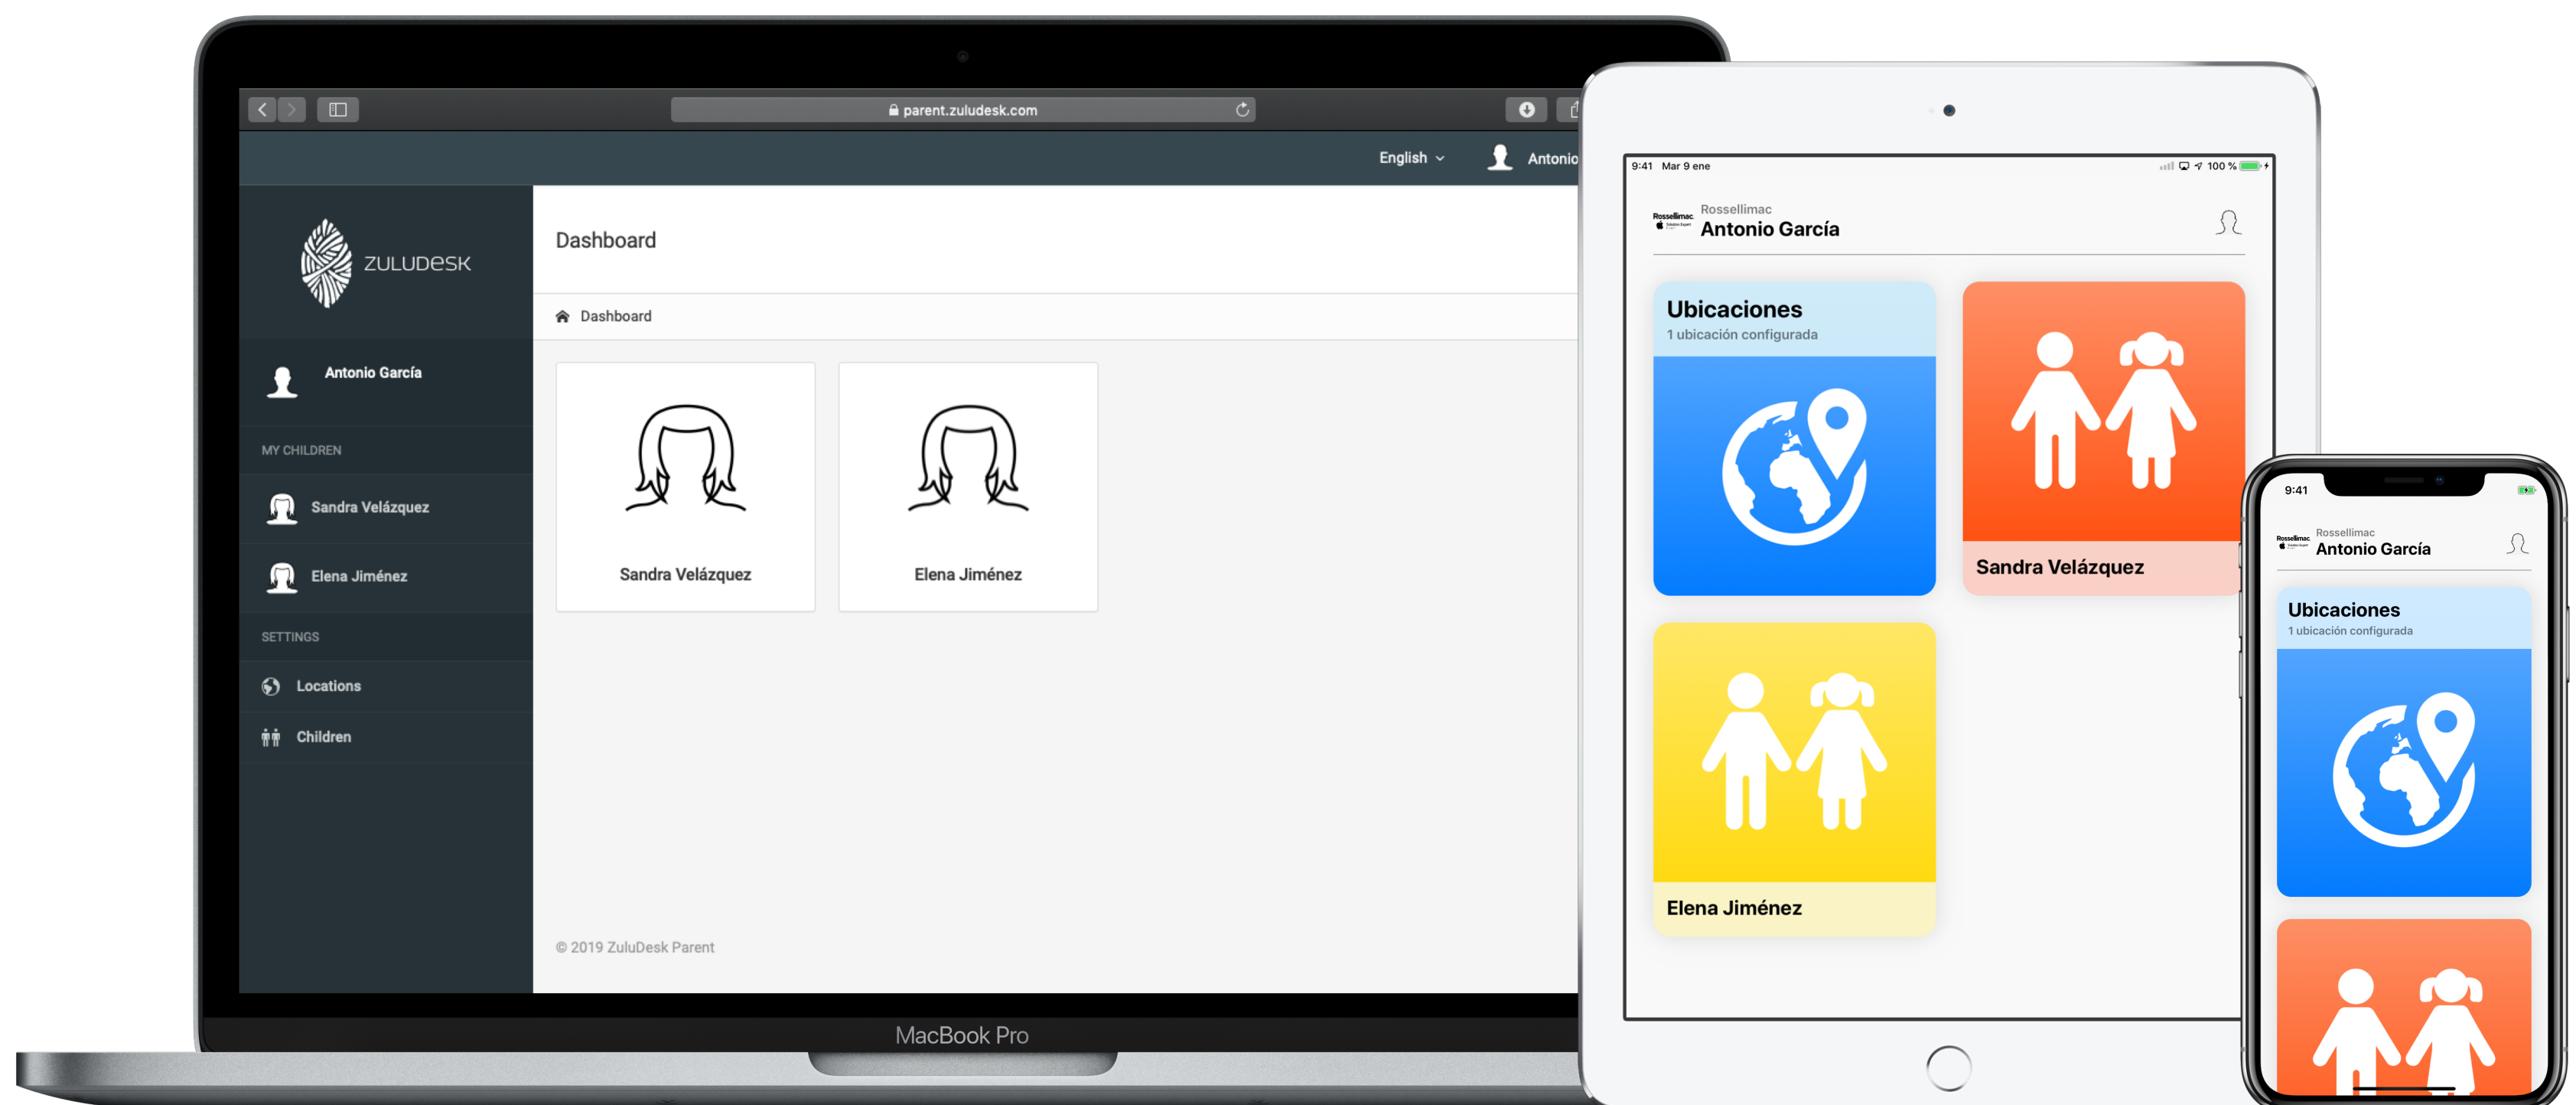 parent.zuludesk.com
English
Antonio
ZULUDESK
Antonio García
MY CHILDREN
Sandra Velázquez
Elena Jiménez
SETTINGS
Locations
Children
Dashboard
Dashboard
Sandra Velázquez
Elena Jiménez
© 2019 ZuluDesk Parent
MacBook Pro
9:41 Mar 9 ene
100 %
Rossellimac
Rossellimac
Antonio García
Ubicaciones
1 ubicación configurada
Sandra Velázquez
Elena Jiménez
9:41
Rossellimac
Rossellimac
Antonio García
Ubicaciones
1 ubicación configurada